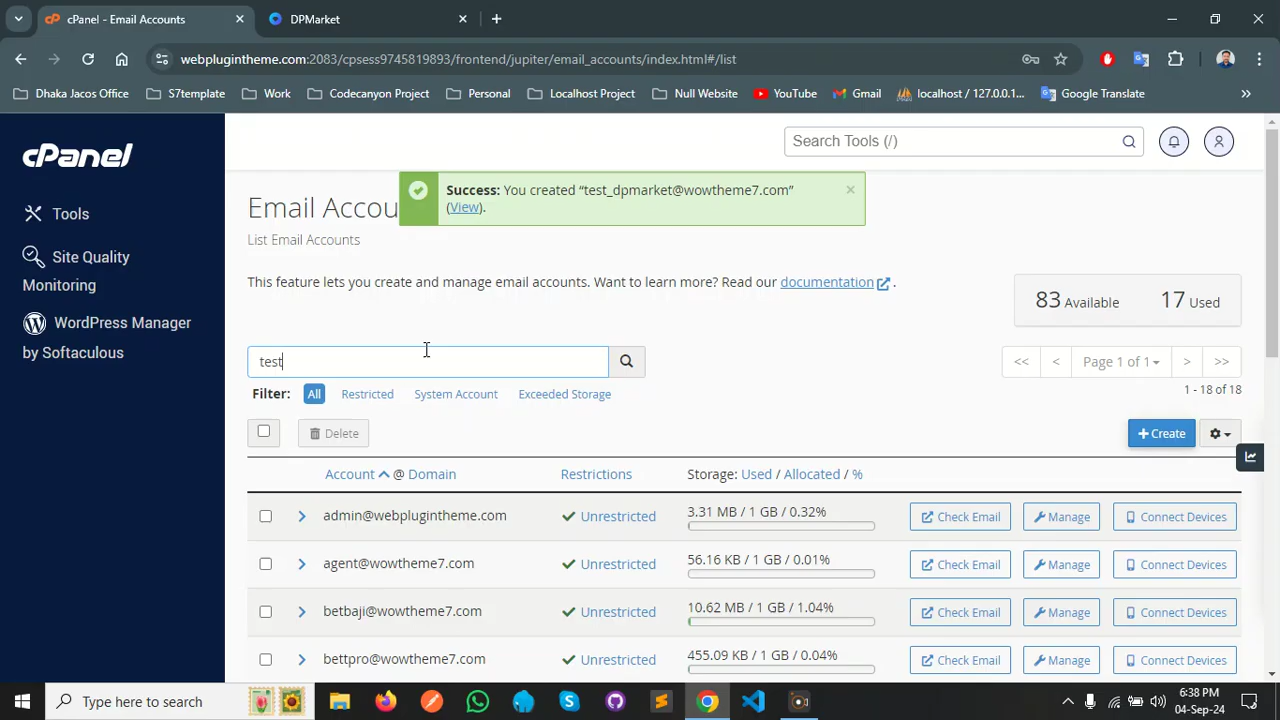 cPanel - Email Accounts
DPMarket
webplugintheme.com:2083/cpsess9745819893/frontend/jupiter/email_accounts/index.html#/list
Dhaka Jacos Office
S7template
Work
Codecanyon Project
Personal
Localhost Project
Null Website
YouTube
Gmail
localhost / 127.0.0.1...
Google Translate
cPanel
Search Tools (/)
Tools
Site Quality
Monitoring
WordPress Manager
by Softaculous
Success: You created “test_dpmarket@wowtheme7.com”
(View).
Email Accou
List Email Accounts
This feature lets you create and manage email accounts. Want to learn more? Read our documentation .
83 Available 17 Used
test
<< < Page 1 of 1 > >>
Filter: All Restricted System Account Exceeded Storage
1 - 18 of 18
Delete
+ Create
Account @ Domain Restrictions Storage: Used / Allocated / %
admin@webplugintheme.com Unrestricted 3.31 MB / 1 GB / 0.32% Check Email Manage Connect Devices
agent@wowtheme7.com Unrestricted 56.16 KB / 1 GB / 0.01% Check Email Manage Connect Devices
betbaji@wowtheme7.com Unrestricted 10.62 MB / 1 GB / 1.04% Check Email Manage Connect Devices
bettpro@wowtheme7.com Unrestricted 455.09 KB / 1 GB / 0.04% Check Email Manage Connect Devices
Type here to search
6:38 PM
04-Sep-24